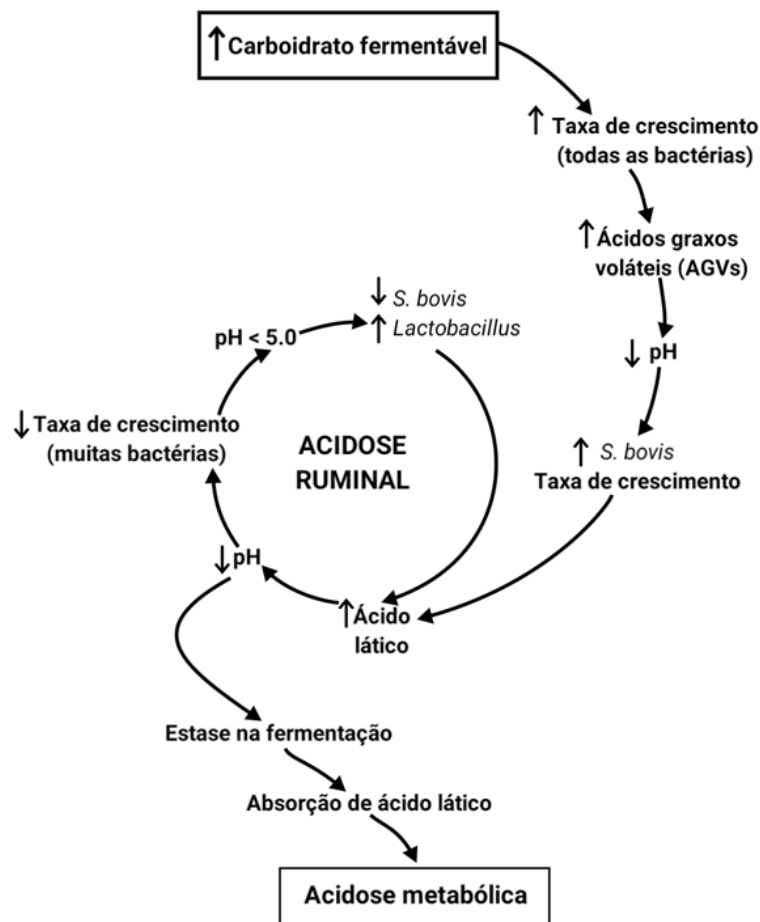 ↑ Carboidrato fermentável
↑ Taxa de crescimento
(todas as bactérias)
↑ Ácidos graxos
voláteis (AGVs)
↓ pH
↑ S. bovis
Taxa de crescimento
↑ Ácido
lático
↓ pH
↓ Taxa de crescimento
(muitas bactérias)
pH < 5.0
↓ S. bovis
↑ Lactobacillus
ACIDOSE
RUMINAL
Estase na fermentação
Absorção de ácido lático
Acidose metabólica